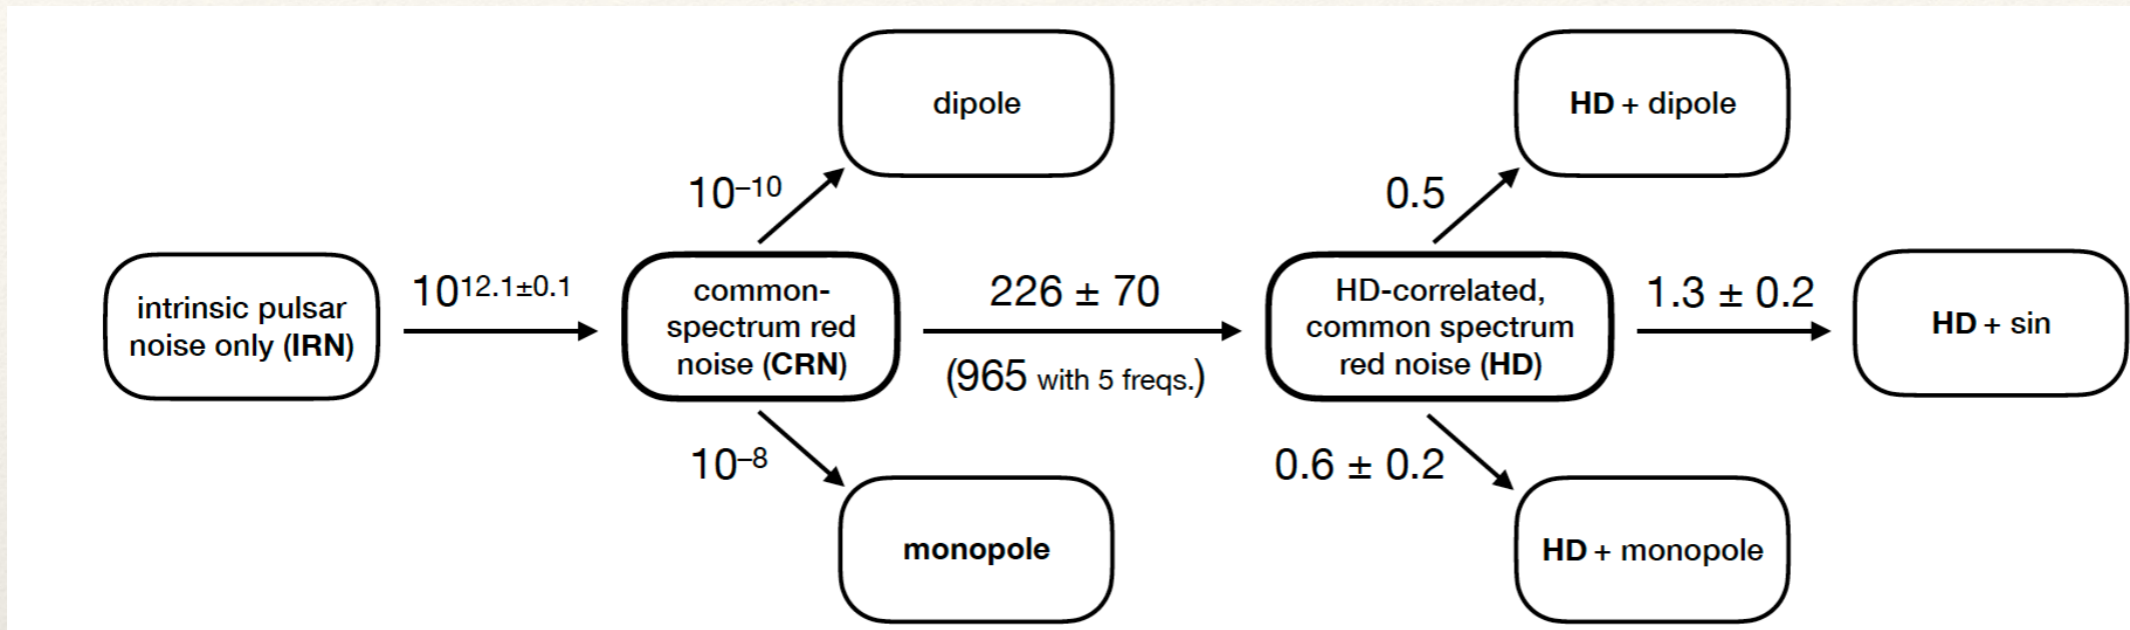 dipole
HD + dipole
10⁻¹⁰
0.5
intrinsic pulsar
noise only (IRN)
10¹²·¹±⁰·¹
common-
spectrum red
noise (CRN)
226 ± 70
(965 with 5 freqs.)
HD-correlated,
common spectrum
red noise (HD)
1.3 ± 0.2
HD + sin
10⁻⁸
0.6 ± 0.2
monopole
HD + monopole